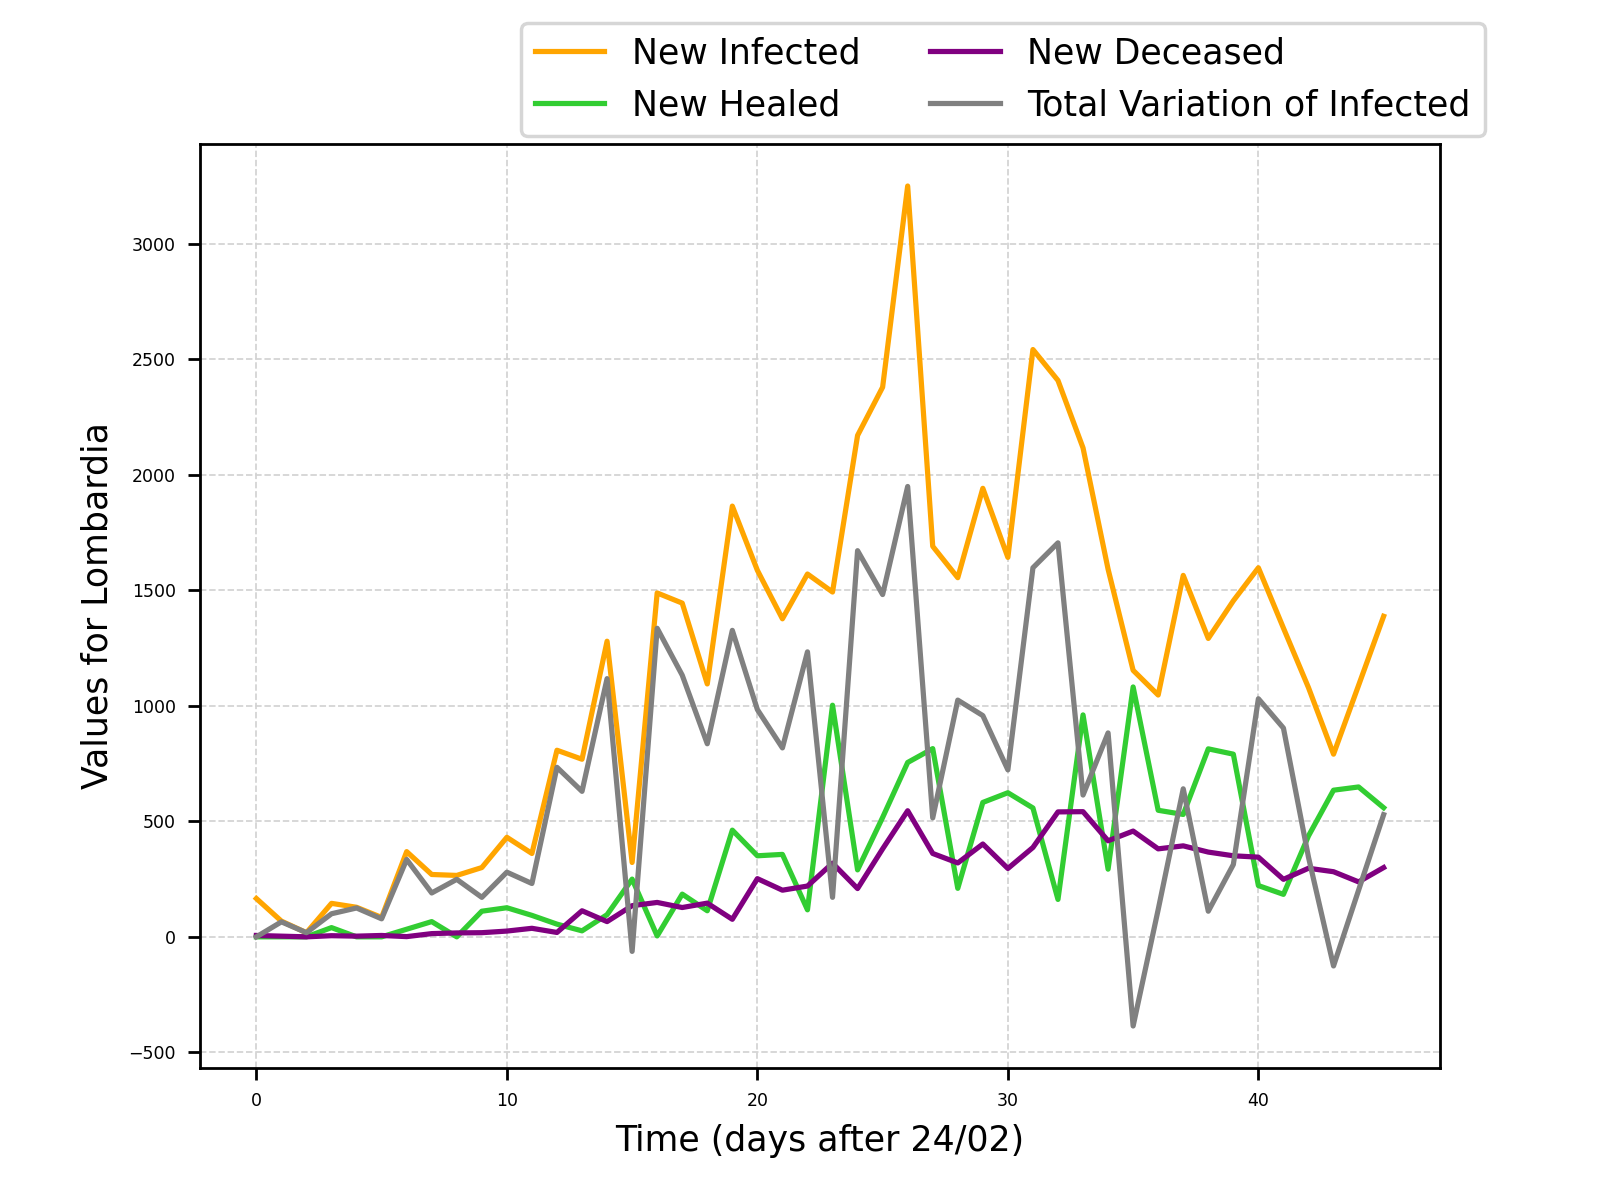 New Infected
New Healed
New Deceased
Total Variation of Infected
Values for Lombardia
3000
2500
2000
1500
1000
500
0
−500
0 10 20 30 40
Time (days after 24/02)